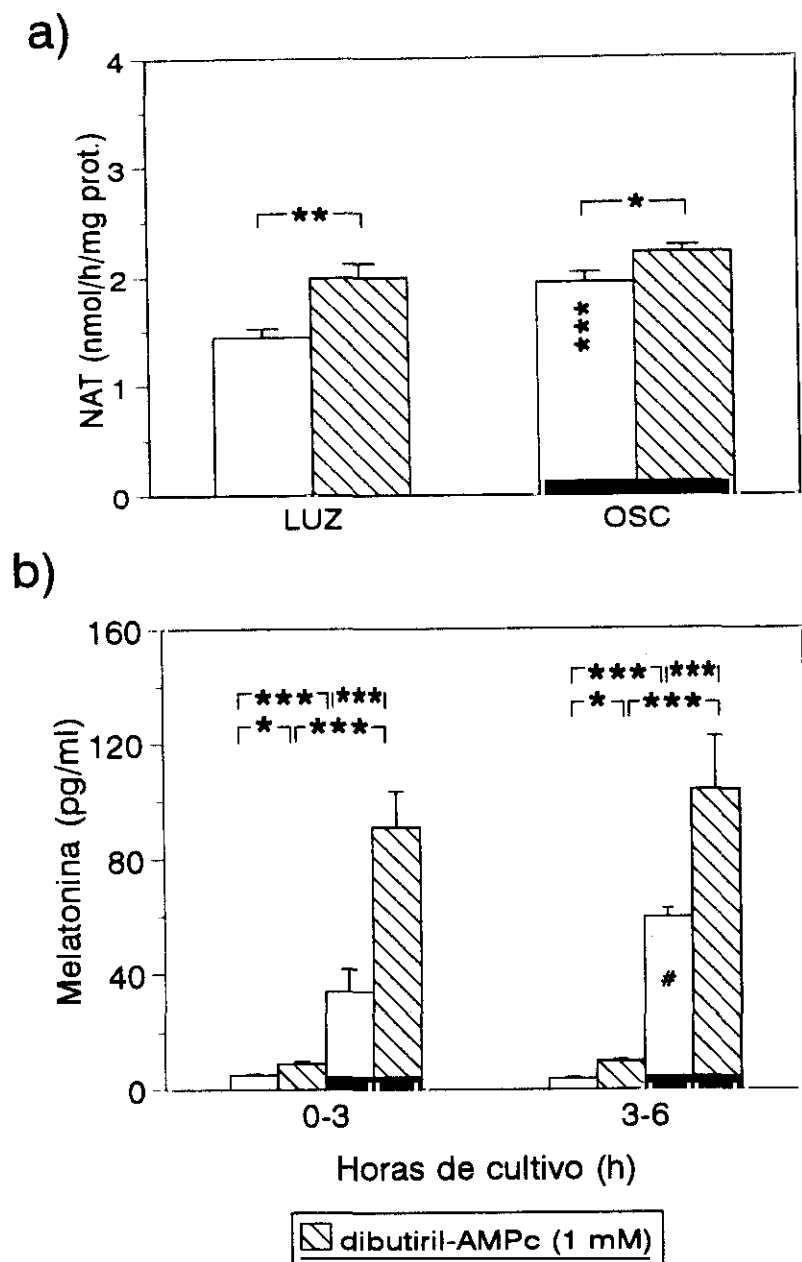 a)
NAT (nmol/h/mg prot.)
4
3
2
1
0
**
*
***
LUZ
OSC
b)
Melatonina (pg/ml)
160
120
80
40
0
*** ***
* ***
*** ***
* ***
#
0-3
3-6
Horas de cultivo (h)
dibutiril-AMPc (1 mM)